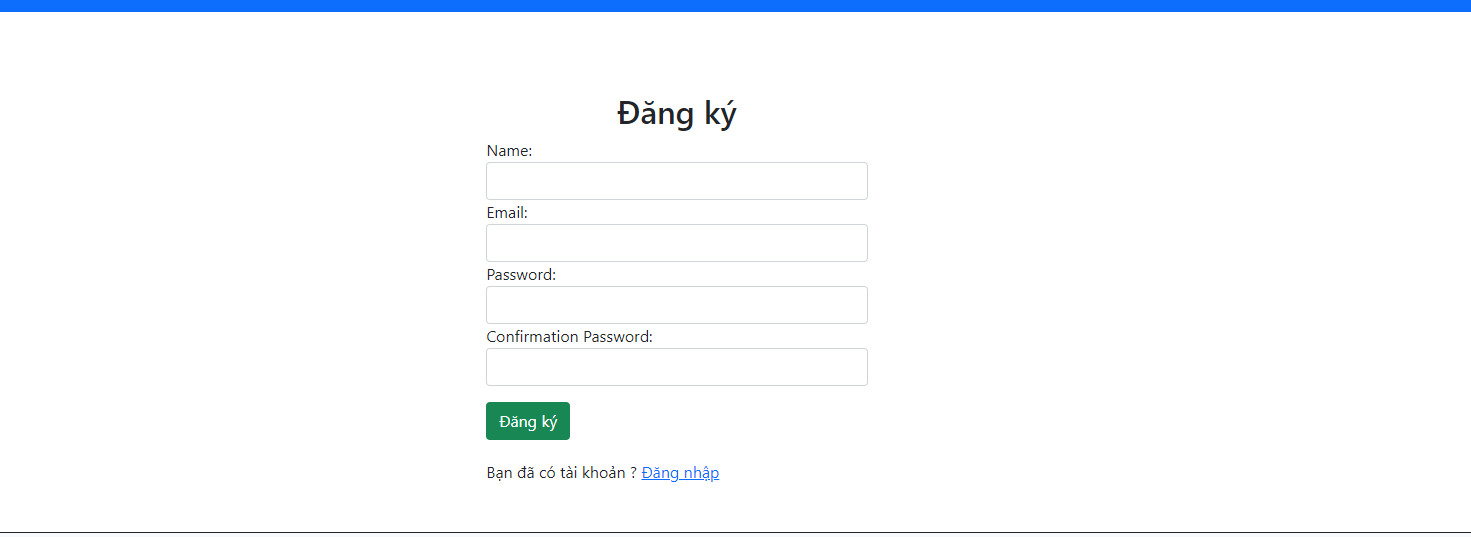 Đăng ký
Name:
Email:
Password:
Confirmation Password:
Đăng ký
Bạn đã có tài khoản ? Đăng nhập